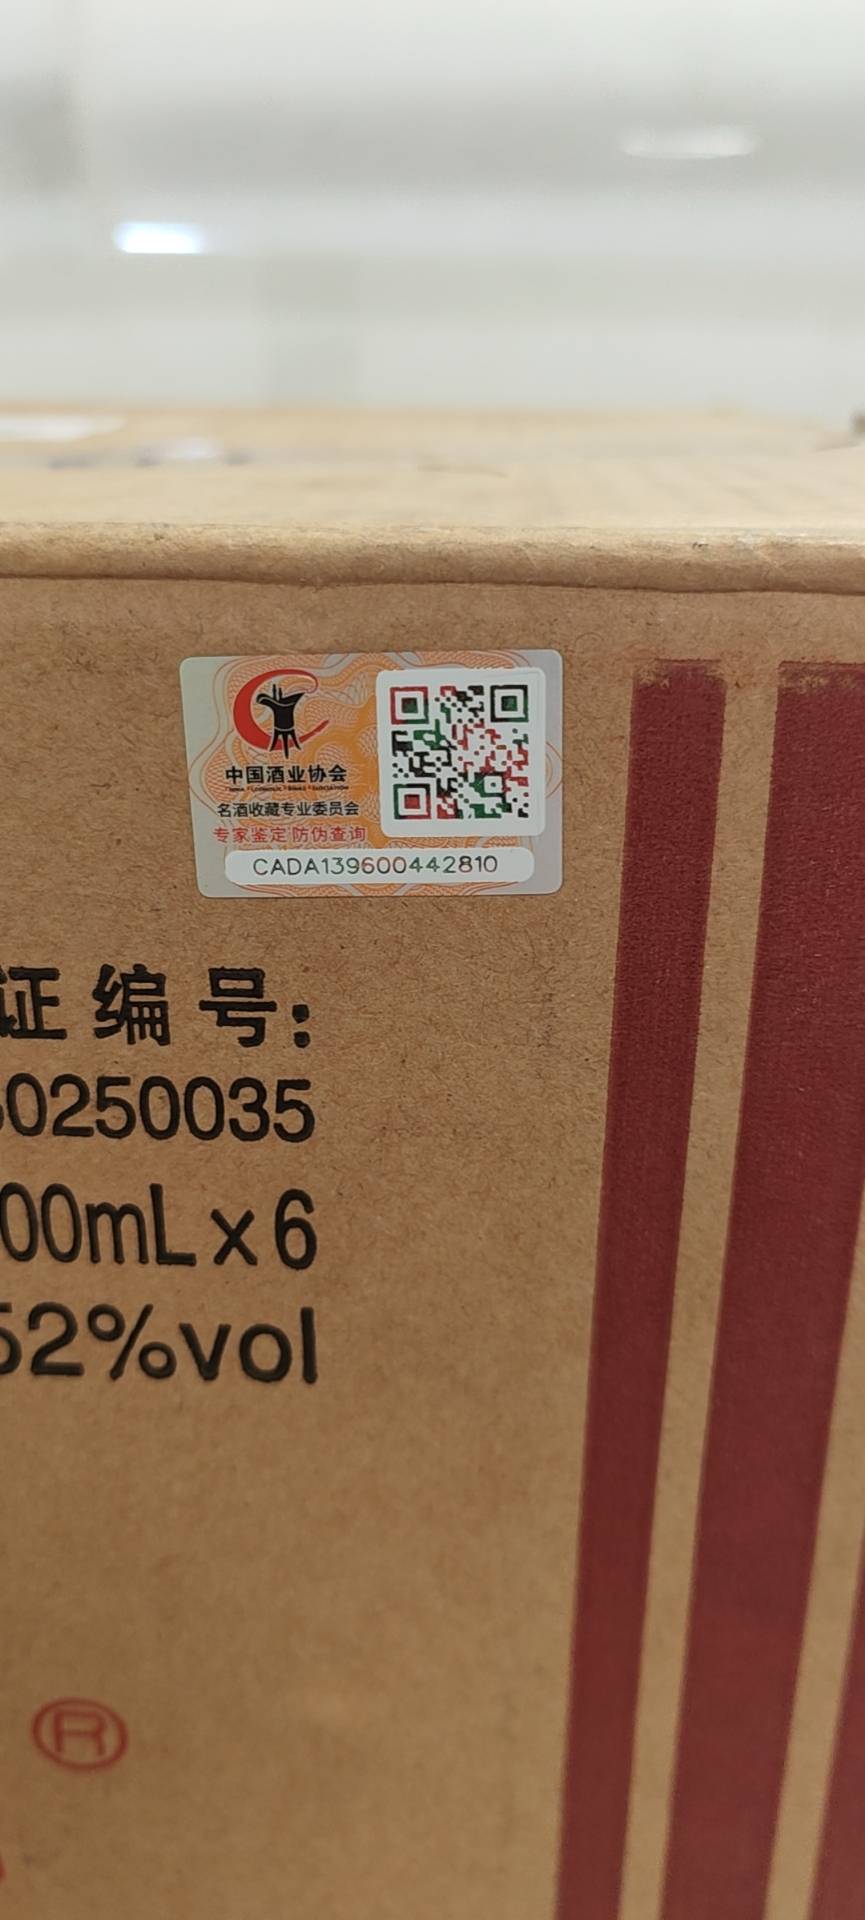 中国酒业协会
名酒收藏专业委员会
专家鉴定 防伪查询
CADA139600442810
证编号:
0250035
00mL×6
52%vol
®